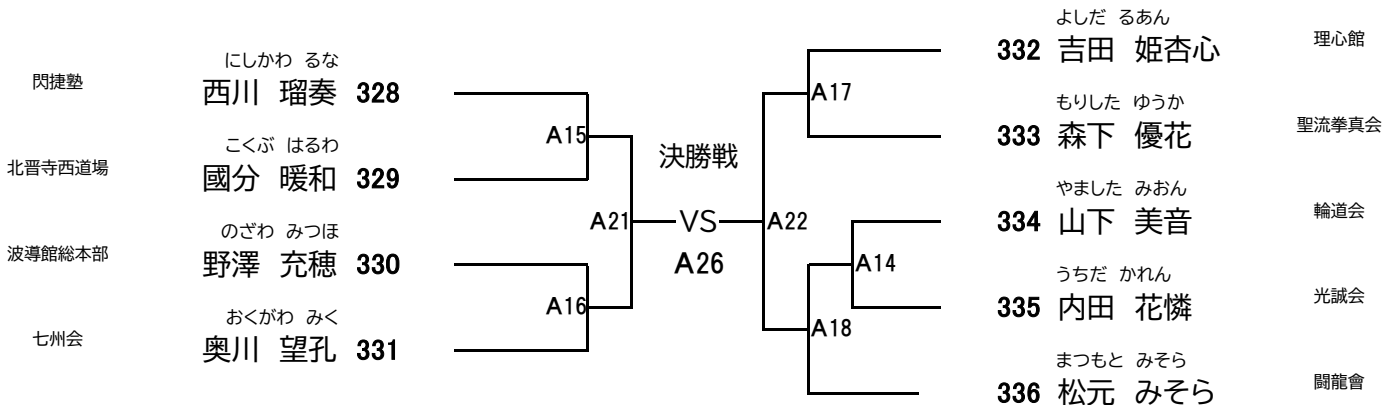 にしかわ るな
閃捷塾 西川 瑠奏 328
A15
こくぶ はるわ
北晋寺西道場 國分 暖和 329
A21
のざわ みつほ
波導館総本部 野澤 充穂 330
A16
おくがわ みく
七州会 奥川 望孔 331
決勝戦
VS
A26
よしだ るあん
332 吉田 姫杏心 理心館
A17
もりした ゆうか
333 森下 優花 聖流拳真会
A22
やました みおん
334 山下 美音 輪道会
A14
うちだ かれん
335 内田 花憐 光誠会
A18
まつもと みそら
336 松元 みそら 闘龍會